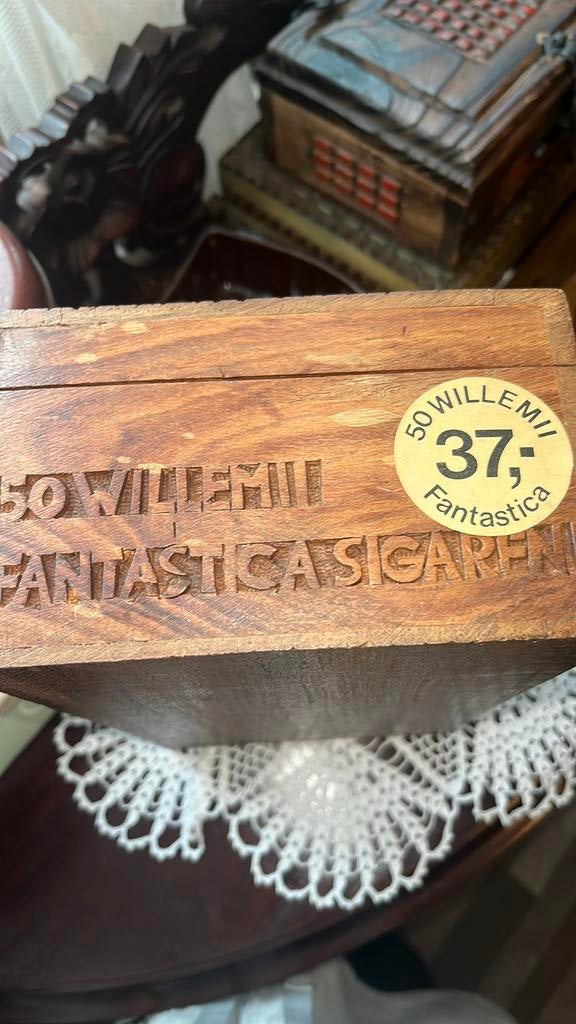 50 WILLEM II
FANTASTICA SIGAREN
50 WILLEM II
37,-
Fantastica